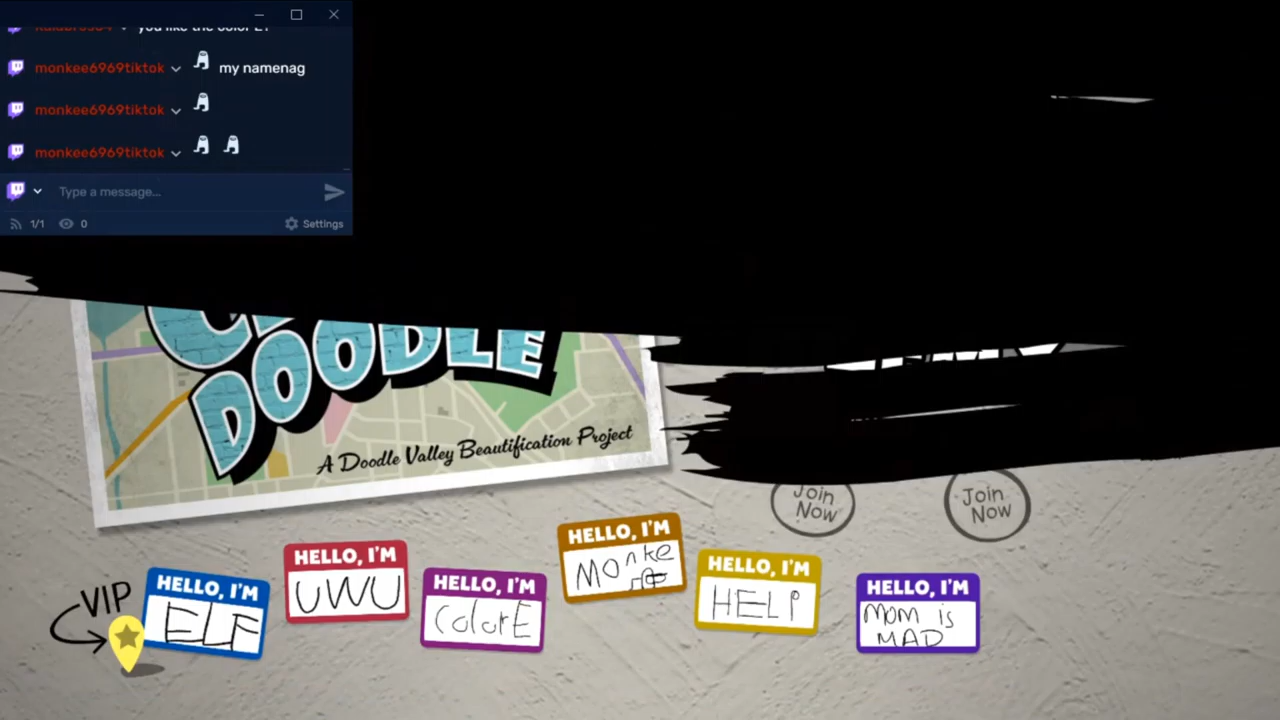 monkee6969tiktok my namenag
monkee6969tiktok
monkee6969tiktok
Type a message...
1/1 0 Settings
DOODLE
A Doodle Valley Beautification Project
Join
Now
Join
Now
VIP
HELLO, I'M
ELF
HELLO, I'M
UWU
HELLO, I'M
ColorE
HELLO, I'M
MOnke
HELLO, I'M
HELP
HELLO, I'M
Mom is
MAD